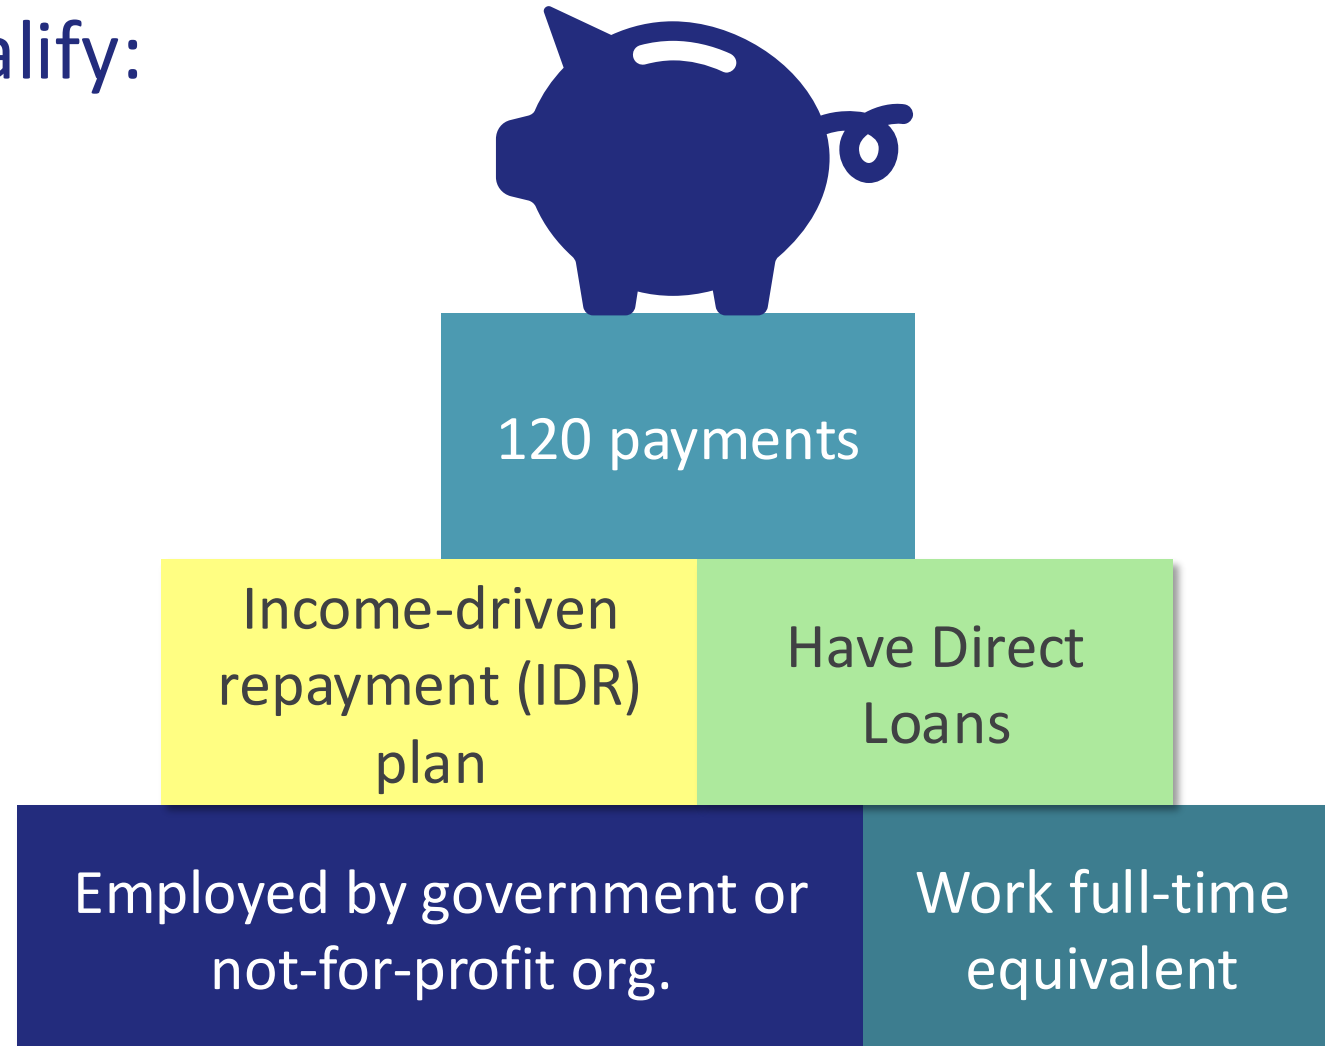 alify:
120 payments
Income-driven
repayment (IDR)
plan
Have Direct
Loans
Employed by government or
not-for-profit org.
Work full-time
equivalent